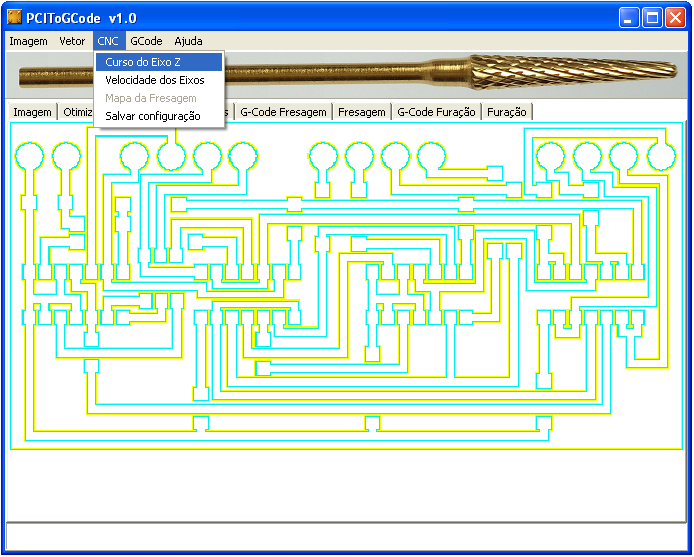 PCIToGCode v1.0
Imagem Vetor CNC GCode Ajuda
Curso do Eixo Z
Velocidade dos Eixos
Mapa da Fresagem
Salvar configuração
Imagem Otimiz s G-Code Fresagem Fresagem G-Code Furação Furação